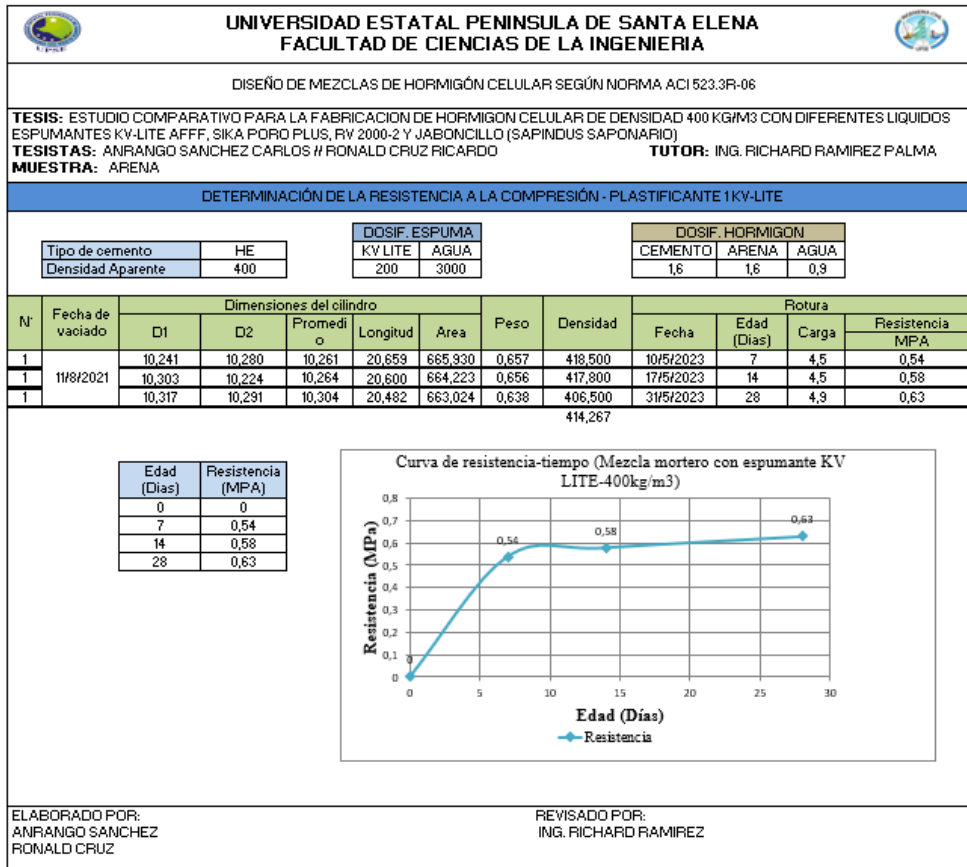 UNIVERSIDAD ESTATAL PENINSULA DE SANTA ELENA
FACULTAD DE CIENCIAS DE LA INGENIERIA
UPSE
DISEÑO DE MEZCLAS DE HORMIGÓN CELULAR SEGÚN NORMA ACI 523.3R-06
TESIS: ESTUDIO COMPARATIVO PARA LA FABRICACION DE HORMIGON CELULAR DE DENSIDAD 400 KG/M3 CON DIFERENTES LIQUIDOS
ESPUMANTES KV-LITE AFFF, SIKA PORO PLUS, RV 2000-2 Y JABONCILLO (SAPINDUS SAPONARIO)
TESISTAS: ANRANGO SANCHEZ CARLOS // RONALD CRUZ RICARDO TUTOR: ING. RICHARD RAMIREZ PALMA
MUESTRA: ARENA
DETERMINACIÓN DE LA RESISTENCIA A LA COMPRESIÓN - PLASTIFICANTE 1 KV-LITE
DOSIF. ESPUMA DOSIF. HORMIGON
Tipo de cemento HE KV LITE AGUA CEMENTO ARENA AGUA
Densidad Aparente 400 200 3000 1,6 1,6 0,9
N° Fecha de vaciado Dimensiones del cilindro Peso Densidad Rotura
D1 D2 Promedio Longitud Area Fecha Edad (Dias) Carga Resistencia
MPA
1 10,241 10,280 10,261 20,659 665,930 0,657 418,500 10/5/2023 7 4,5 0,54
1 11/8/2021 10,303 10,224 10,264 20,600 664,223 0,656 417,800 17/5/2023 14 4,5 0,58
1 10,317 10,291 10,304 20,482 663,024 0,638 406,500 31/5/2023 28 4,9 0,63
414,267
Edad (Dias) Resistencia (MPA)
0 0
7 0,54
14 0,58
28 0,63
Curva de resistencia-tiempo (Mezcla mortero con espumante KV
LITE-400kg/m3)
Resistencia (MPa)
0,8
0,7
0,6
0,5
0,4
0,3
0,2
0,1
0
0 0,54 0,58 0,63
0 5 10 15 20 25 30
Edad (Días)
Resistencia
ELABORADO POR: REVISADO POR:
ANRANGO SANCHEZ ING. RICHARD RAMIREZ
RONALD CRUZ